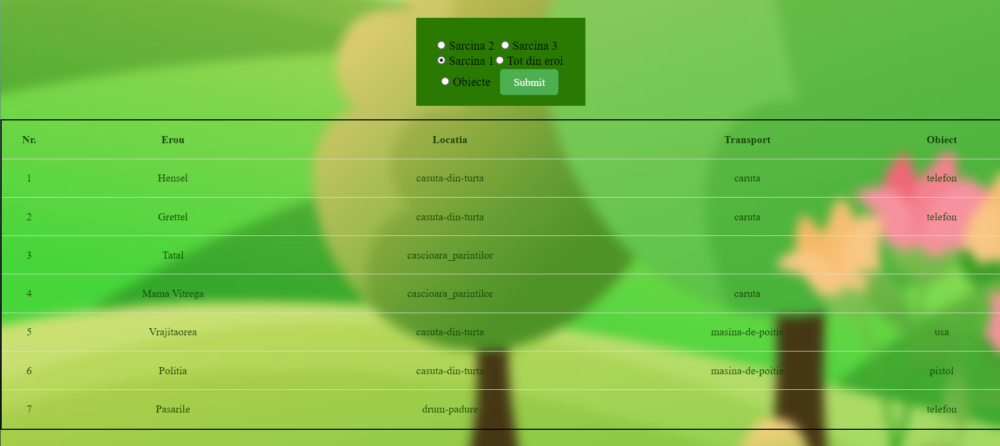 Sarcina 2 Sarcina 3
Sarcina 1 Tot din eroi
Obiecte Submit
Nr. Erou Locatia Transport Obiect
1 Hensel casuta-din-turta caruta telefon
2 Grettel casuta-din-turta caruta telefon
3 Tatal cascioara_parintilor
4 Mama Vitrega cascioara_parintilor caruta
5 Vrajitaorea casuta-din-turta masina-de-poitie usa
6 Politia casuta-din-turta masina-de-poitie pistol
7 Pasarile drum-padure telefon